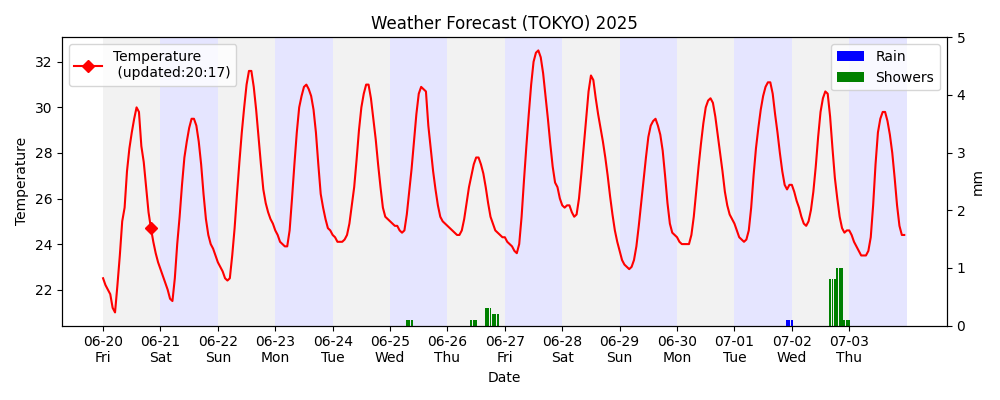 Weather Forecast (TOKYO) 2025
Temperature
(updated:20:17)
Rain
Showers
Temperature
32
30
28
26
24
22
5
4
3
2
1
0
mm
06-20 06-21 06-22 06-23 06-24 06-25 06-26 06-27 06-28 06-29 06-30 07-01 07-02 07-03
Fri Sat Sun Mon Tue Wed Thu Fri Sat Sun Mon Tue Wed Thu
Date